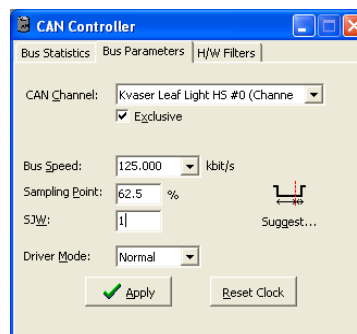 CAN Controller
Bus Statistics Bus Parameters H/W Filters
CAN Channel: Kvaser Leaf Light HS #0 (Channe
Exclusive
Bus Speed: 125.000 kbit/s
Sampling Point: 62.5 %
SJW: 1
Suggest...
Driver Mode: Normal
Apply Reset Clock